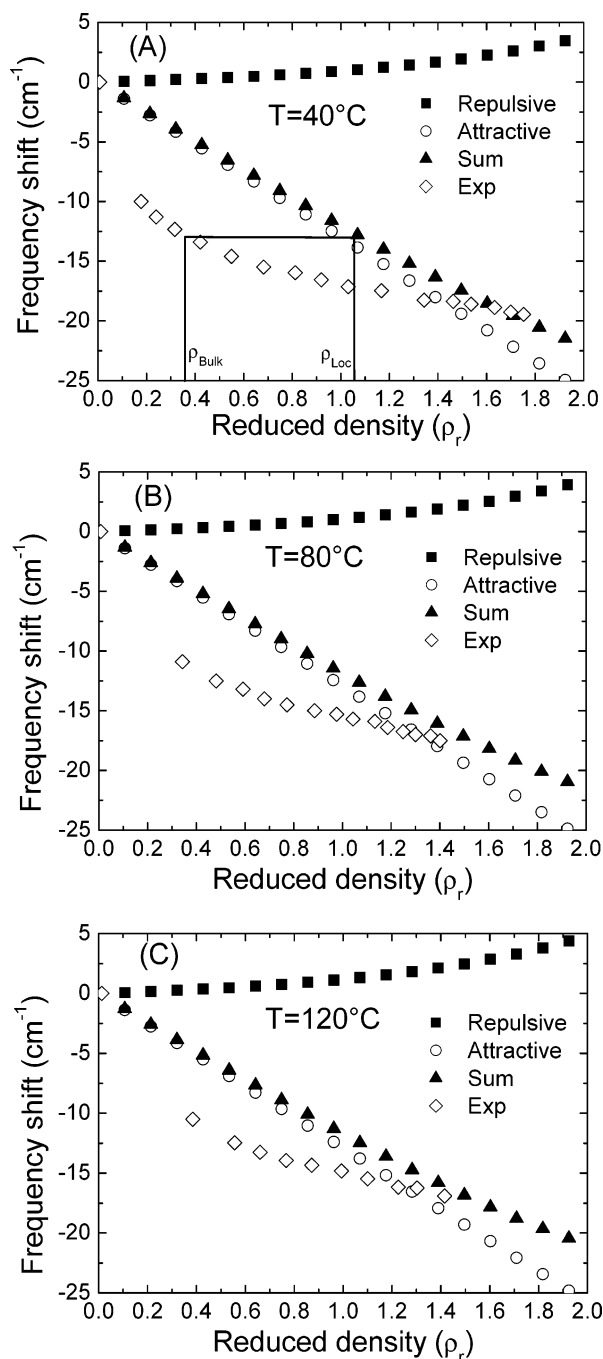 (A)
5
0
-5
-10
-15
-20
-25
Frequency shift (cm⁻¹)
T=40°C
Repulsive
Attractive
Sum
Exp
ρBulk
ρLoc
0.0 0.2 0.4 0.6 0.8 1.0 1.2 1.4 1.6 1.8 2.0
Reduced density (ρr)
(B)
5
0
-5
-10
-15
-20
-25
Frequency shift (cm⁻¹)
T=80°C
Repulsive
Attractive
Sum
Exp
0.0 0.2 0.4 0.6 0.8 1.0 1.2 1.4 1.6 1.8 2.0
Reduced density (ρr)
(C)
5
0
-5
-10
-15
-20
-25
Frequency shift (cm⁻¹)
T=120°C
Repulsive
Attractive
Sum
Exp
0.0 0.2 0.4 0.6 0.8 1.0 1.2 1.4 1.6 1.8 2.0
Reduced density (ρr)